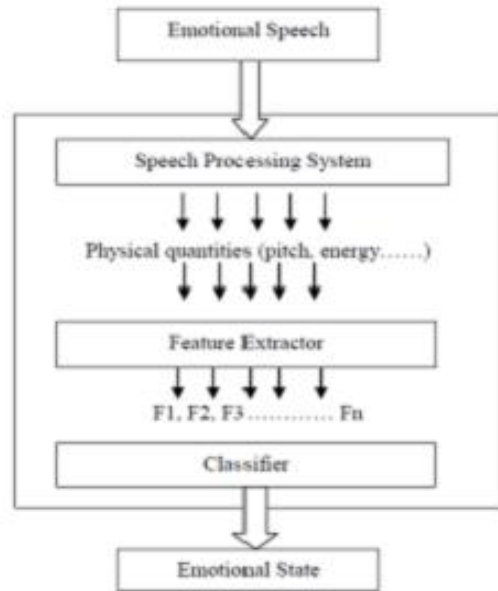 Emotional Speech
Speech Processing System
Physical quantities (pitch, energy……)
Feature Extractor
F1, F2, F3………… Fn
Classifier
Emotional State